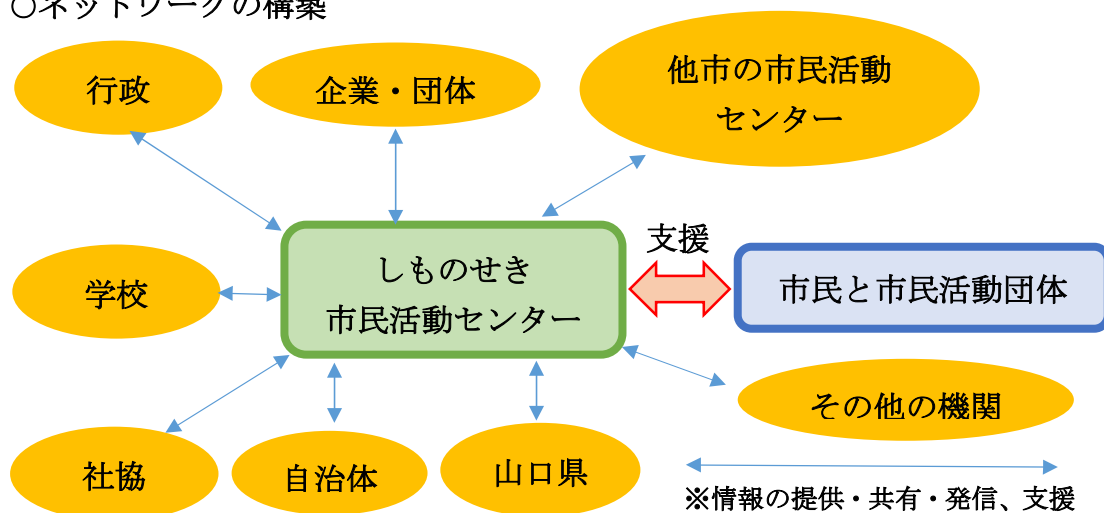 ○ネットワークの構築
行政
企業・団体
他市の市民活動
センター
支援
学校
しものせき
市民活動センター
市民と市民活動団体
その他の機関
社協
自治体
山口県
※情報の提供・共有・発信、支援